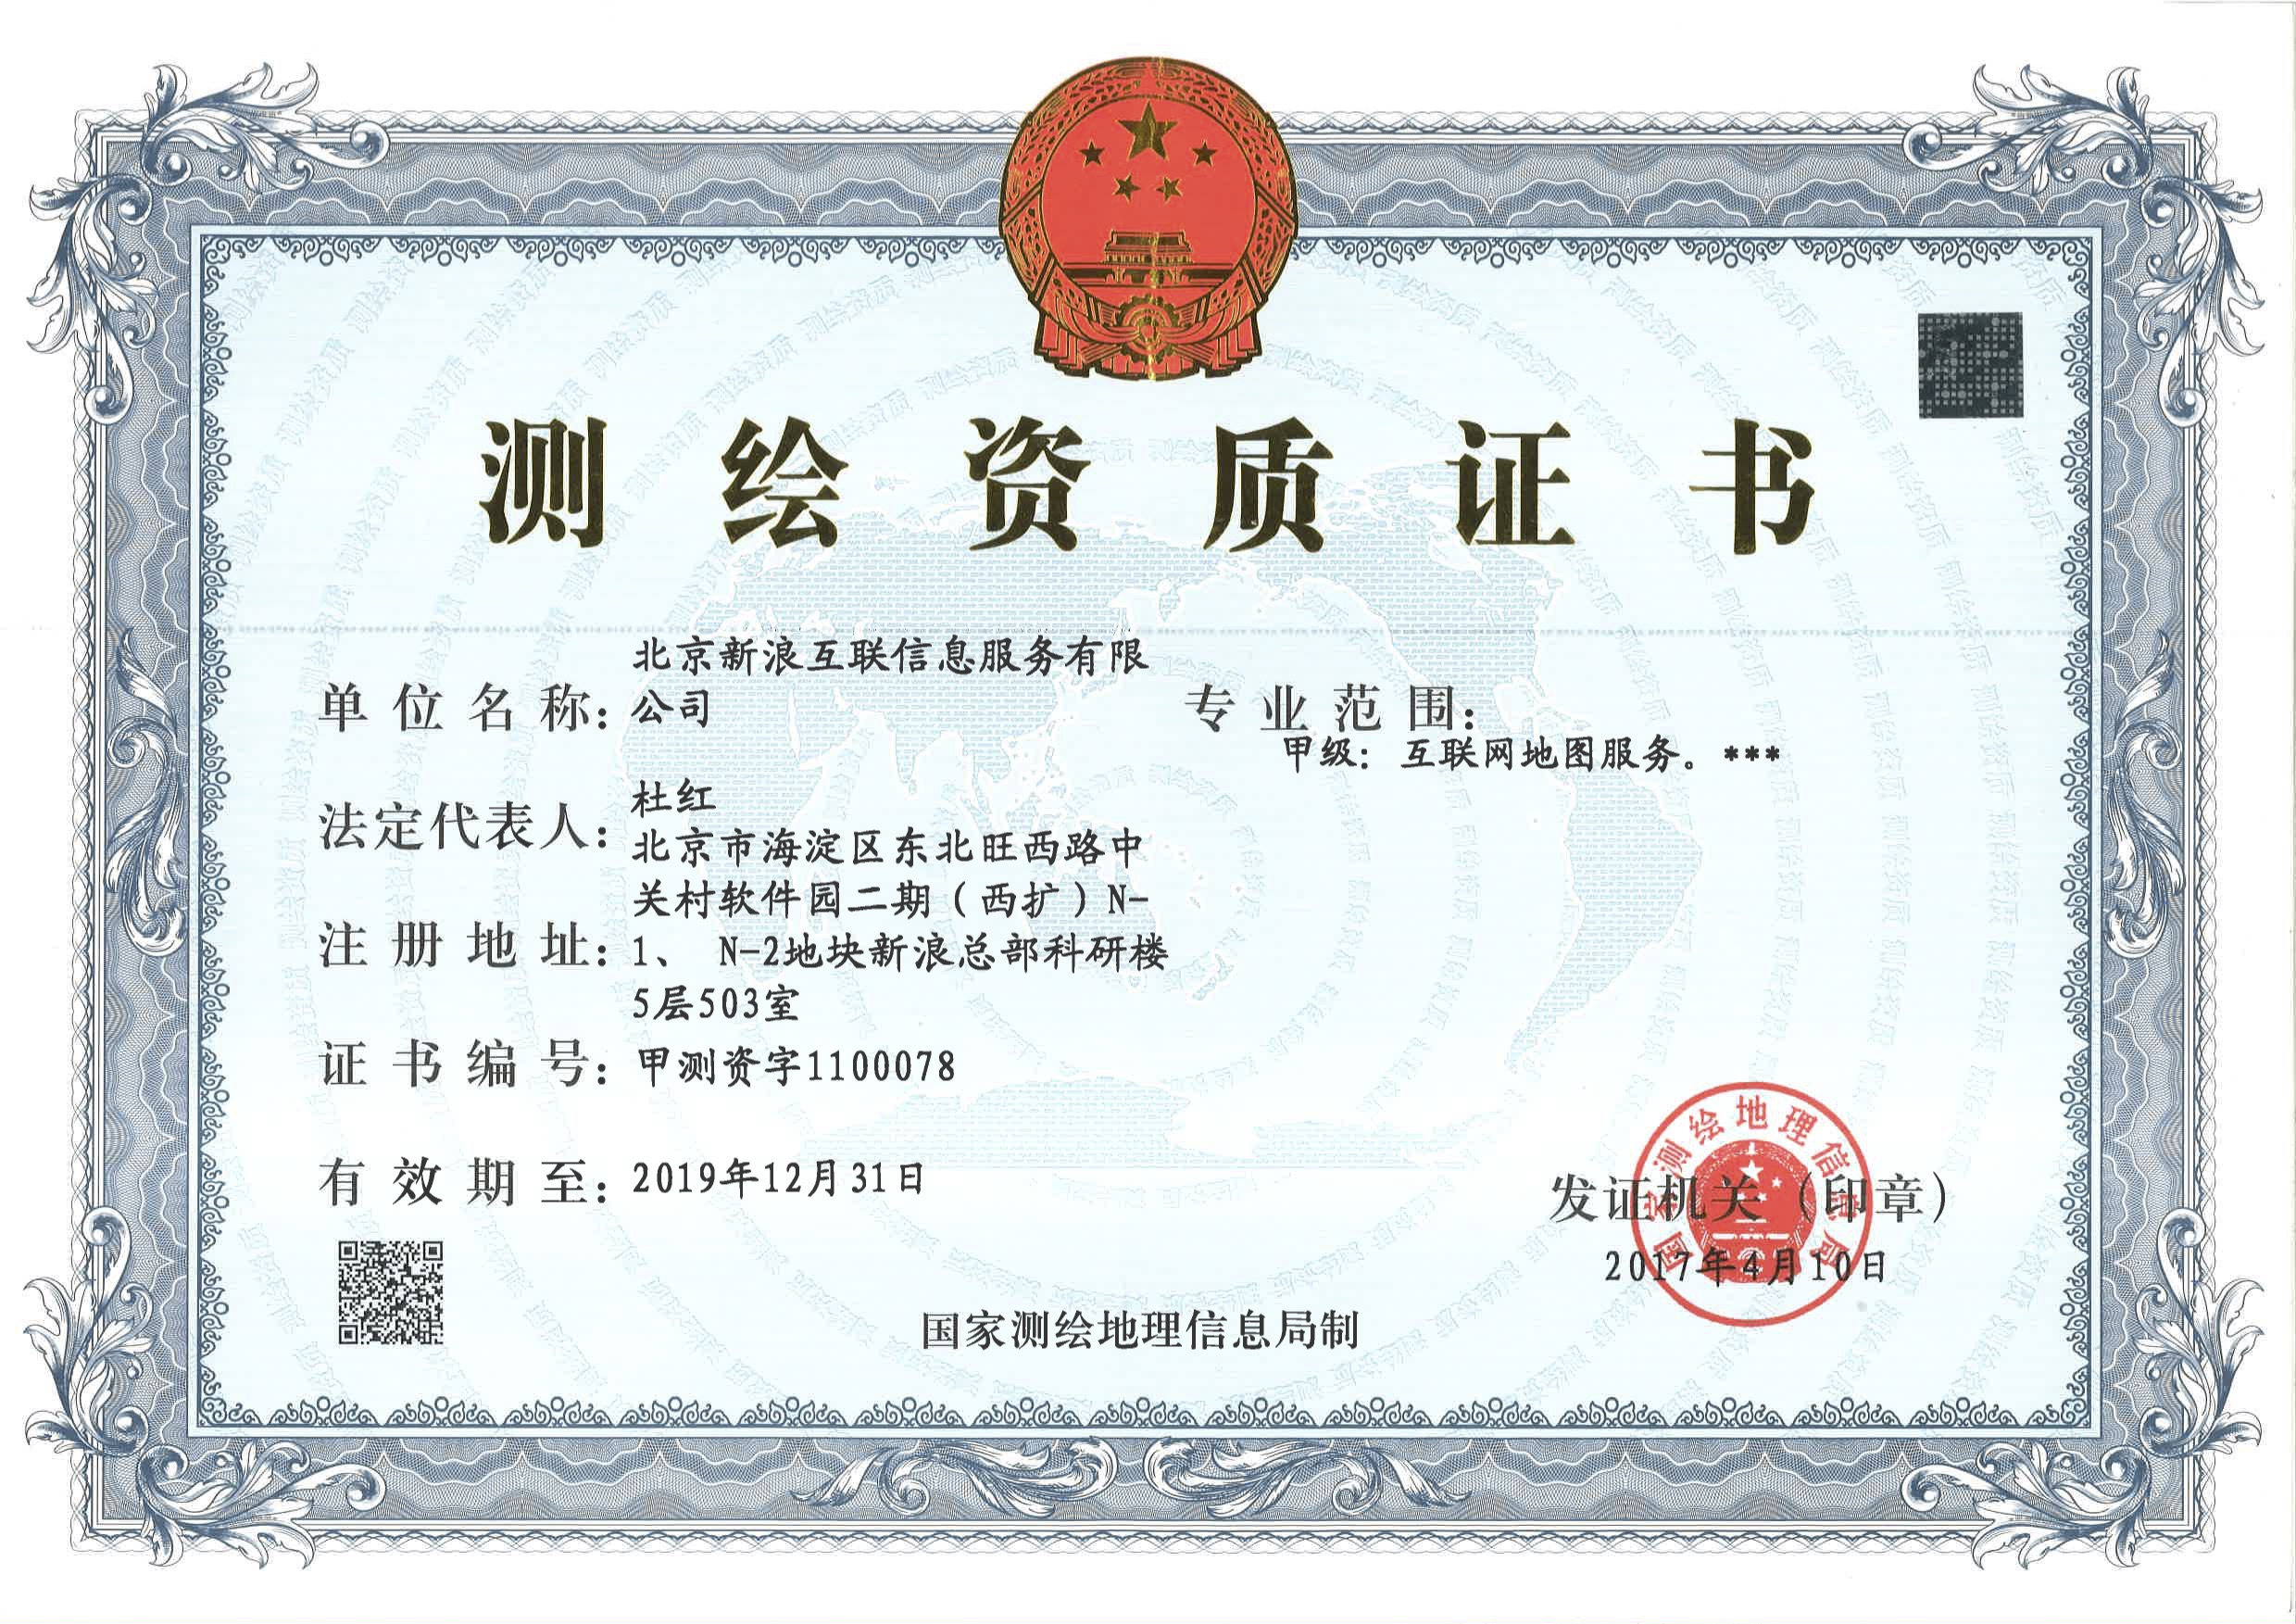 测绘资质证书
单位名称：北京新浪互联信息服务有限
公司
专业范围：
甲级：互联网地图服务。***
法定代表人：杜红
注册地址：北京市海淀区东北旺西路中
关村软件园二期（西扩）N-
1、 N-2地块新浪总部科研楼
5层503室
证书编号：甲测资字1100078
有效期至：2019年12月31日
国家测绘地理信息局
发证机关（印章）
2017年4月10日
国家测绘地理信息局制